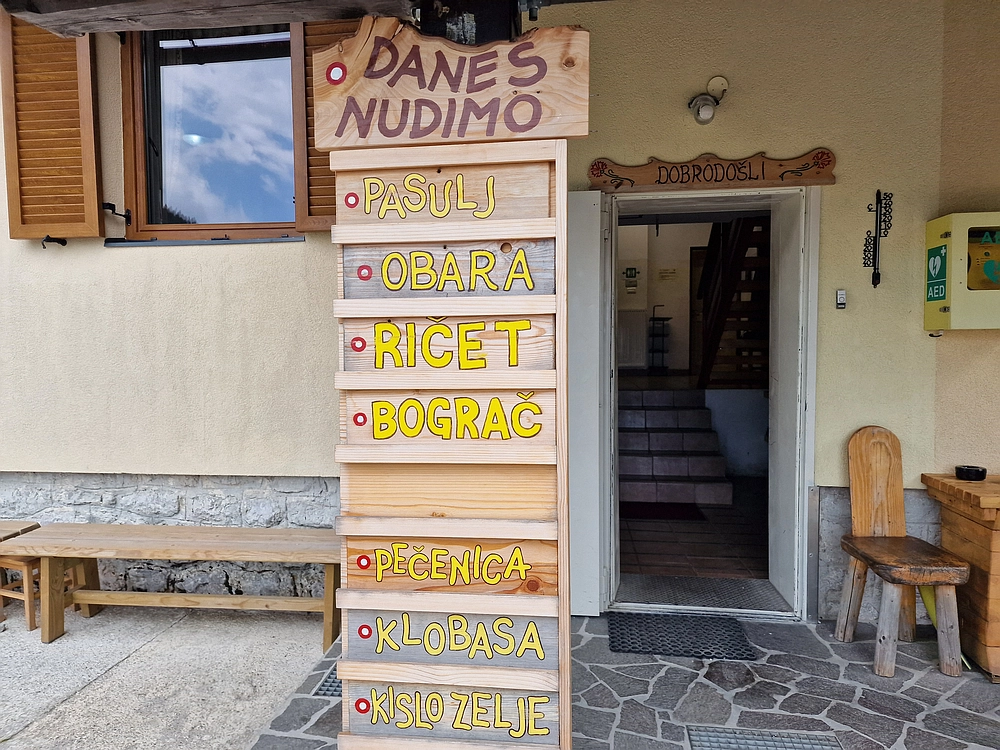 DANES
NUDIMO
PASULJ
OBARA
RIČET
BOGRAČ
PEČENICA
KLOBASA
KISLO ZELJE
DOBRODOŠLI
AED